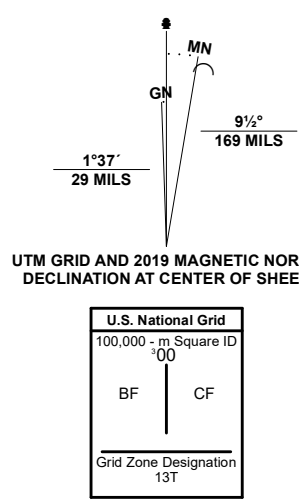 MN
GN
9½°
169 MILS
1°37´
29 MILS
UTM GRID AND 2019 MAGNETIC NOR
DECLINATION AT CENTER OF SHEE
U.S. National Grid
100,000 - m Square ID
³00
BF CF
Grid Zone Designation
13T